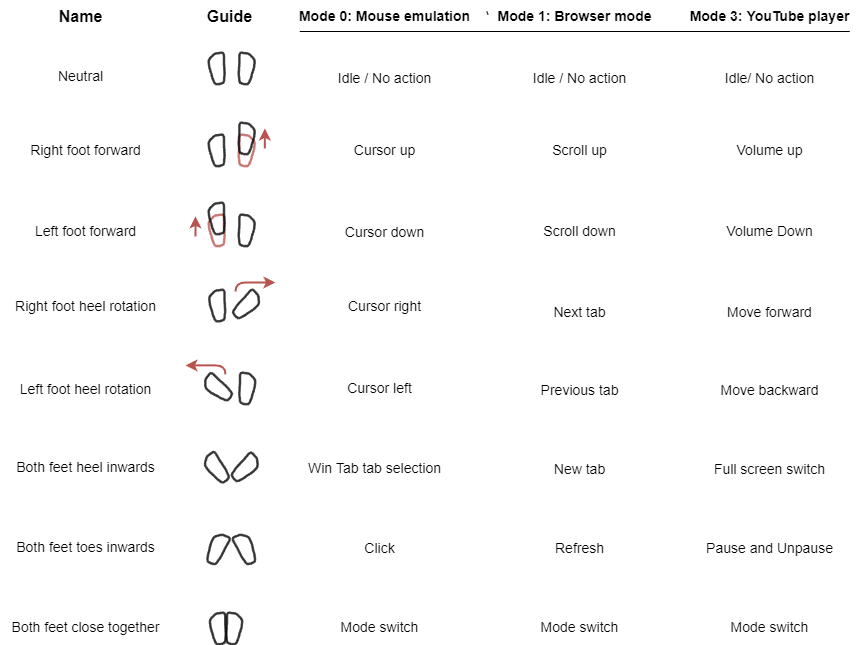 Name Guide Mode 0: Mouse emulation ' Mode 1: Browser mode Mode 3: YouTube player
Neutral Idle / No action Idle / No action Idle/ No action
Right foot forward Cursor up Scroll up Volume up
Left foot forward Cursor down Scroll down Volume Down
Right foot heel rotation Cursor right Next tab Move forward
Left foot heel rotation Cursor left Previous tab Move backward
Both feet heel inwards Win Tab tab selection New tab Full screen switch
Both feet toes inwards Click Refresh Pause and Unpause
Both feet close together Mode switch Mode switch Mode switch